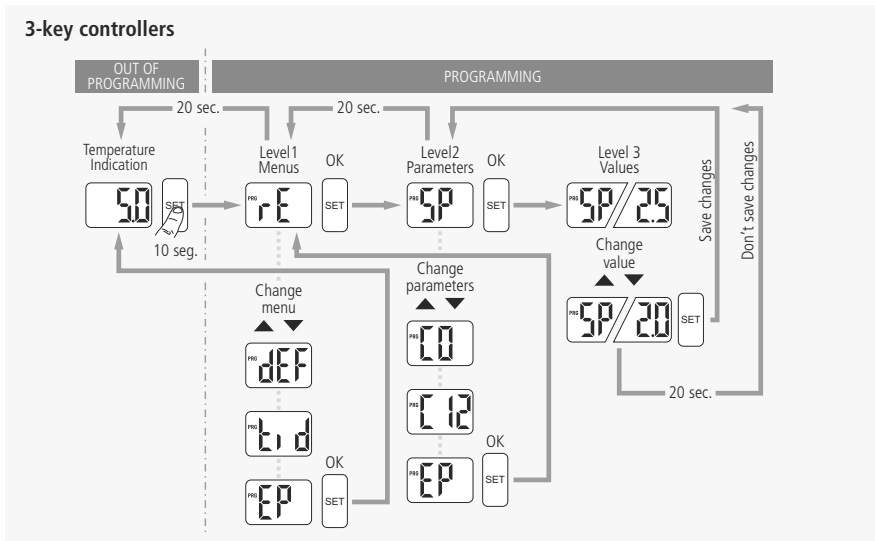 3-key controllers
OUT OF
PROGRAMMING
PROGRAMMING
20 sec.
20 sec.
Temperature
Indication
Level1
Menus
OK
Level2
Parameters
OK
Level 3
Values
5.0
SET
PRG rE
SET
PRG SP
SET
PRG SP/2.5
10 seg.
Change
menu
Change
parameters
Change
value
Save changes
Don't save changes
PRG SP/2.0
SET
PRG dEF
PRG C0
20 sec.
PRG tid
PRG C12
OK
PRG EP
SET
OK
PRG EP
SET